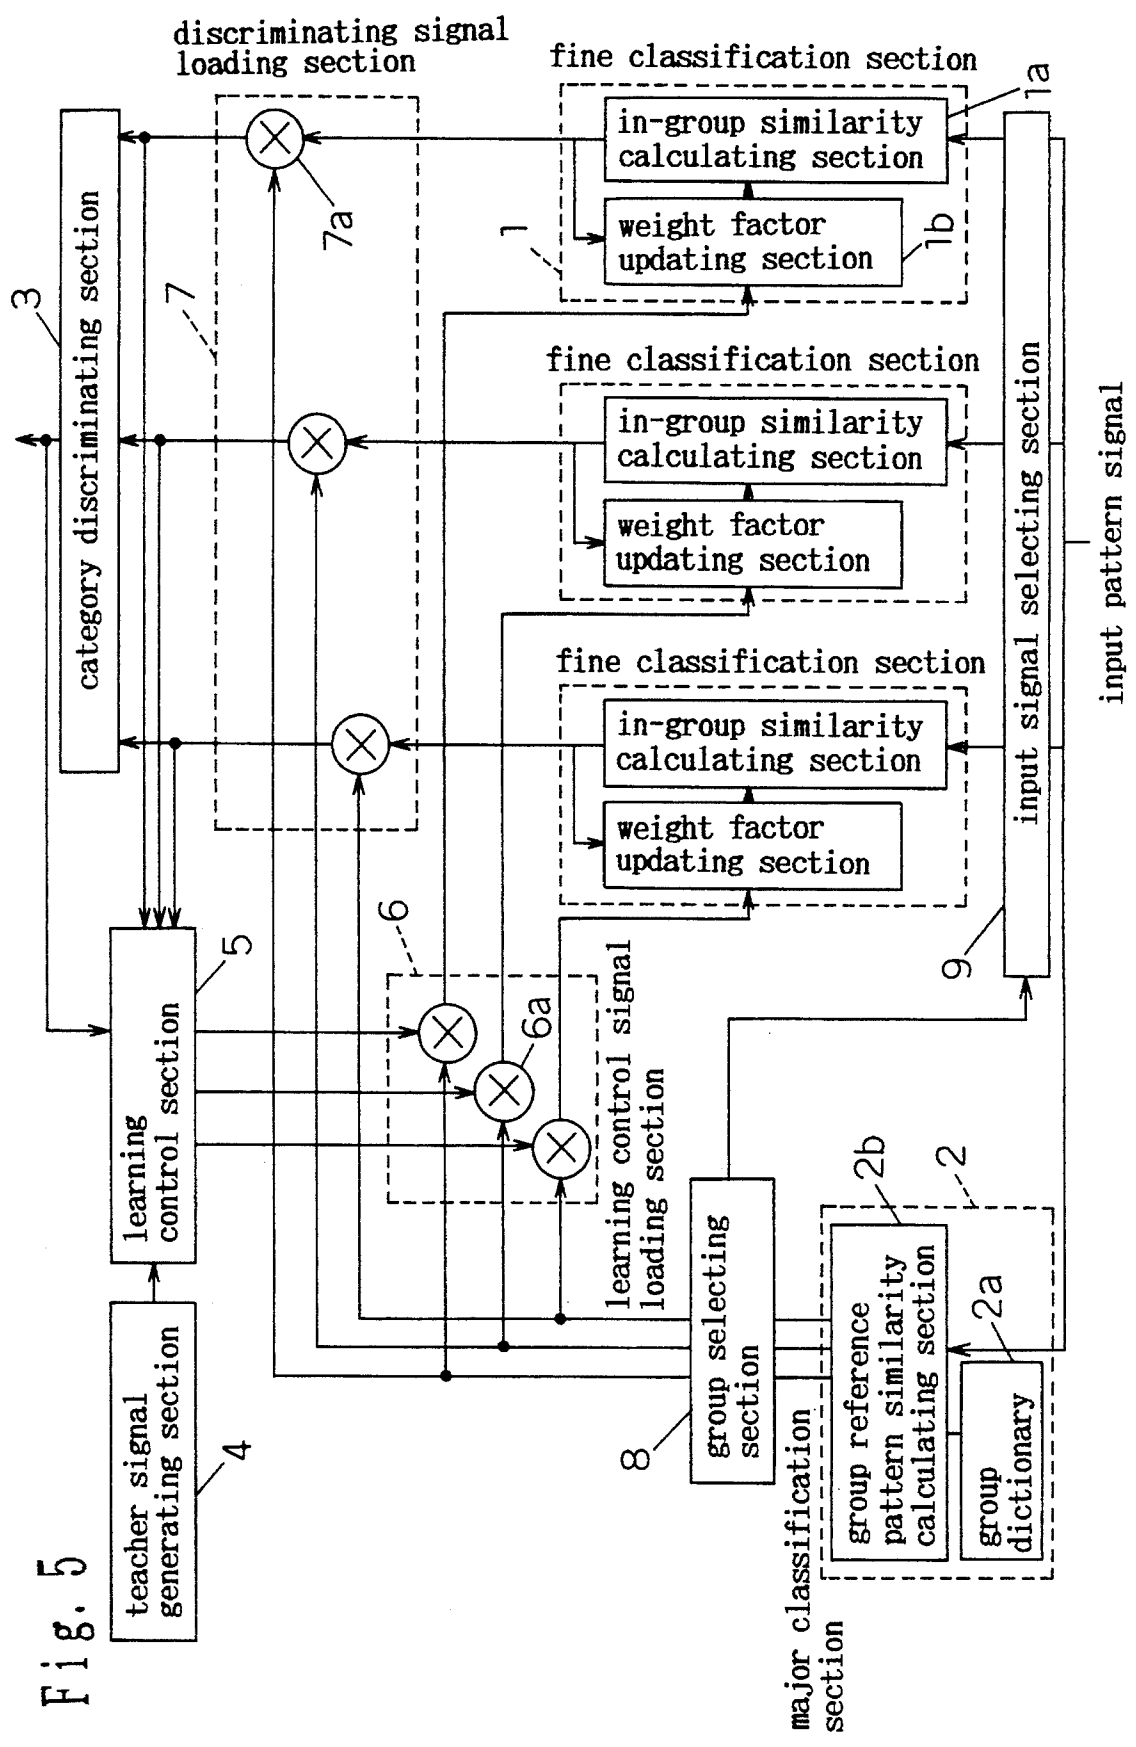 Fig. 5
discriminating signal
loading section
3
category discriminating section
7
7a
fine classification section
in-group similarity
calculating section
1a
1
weight factor
updating section
1b
fine classification section
in-group similarity
calculating section
weight factor
updating section
fine classification section
in-group similarity
calculating section
weight factor
updating section
teacher signal
generating section
4
learning
control section
5
6
6a
learning control signal
loading section
group selecting
section
8
9
input signal selecting section
input pattern signal
major classification
section
group reference
pattern similarity
calculating section
2b
2
group
dictionary
2a